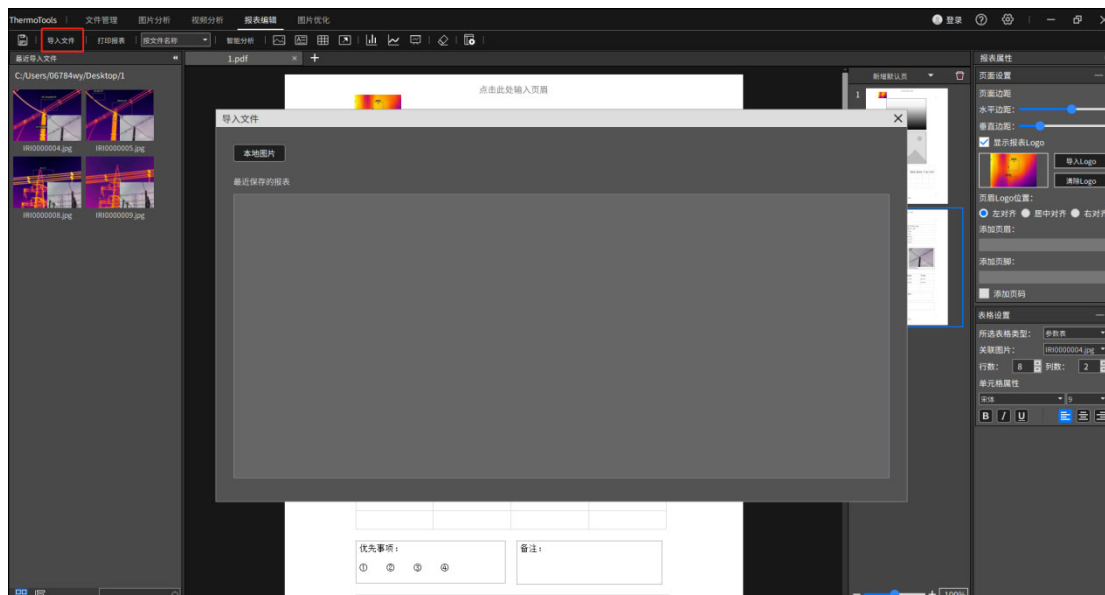 ThermoTools 文件管理 图片分析 视频分析 报表编辑 图片优化 登录
导入文件 打印报表 按文件名称 智能分析
最近导入文件
C:/Users/06784wy/Desktop/1
IRI0000004.jpg IRI0000005.jpg
IRI0000008.jpg IRI0000009.jpg
1.pdf
点击此处输入页眉
导入文件
本地图片
最近保存的报表
优先事项:
① ② ③ ④
备注:
新增默认页
1
100%
报表属性
页面设置
页面边距
水平边距:
垂直边距:
显示报表Logo
导入Logo
清除Logo
页眉Logo位置:
左对齐 居中对齐 右对齐
添加页眉:
添加页脚:
添加页码
表格设置
所选表格类型: 参数表
关联图片: IRI0000004.jpg
行数: 8 列数: 2
单元格属性
宋体 9
B I U